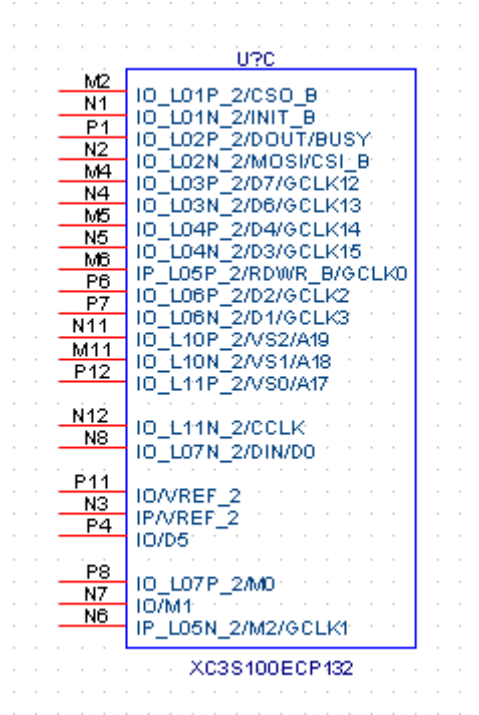 U?C
M2 IO_L01P_2/CSO_B
N1 IO_L01N_2/INIT_B
P1 IO_L02P_2/DOUT/BUSY
N2 IO_L02N_2/MOSI/CSI_B
M4 IO_L03P_2/D7/GCLK12
N4 IO_L03N_2/D6/GCLK13
M5 IO_L04P_2/D4/GCLK14
N5 IO_L04N_2/D3/GCLK15
M6 IP_L05P_2/RDWR_B/GCLK0
P6 IO_L06P_2/D2/GCLK2
P7 IO_L06N_2/D1/GCLK3
N11 IO_L10P_2/VS2/A19
M11 IO_L10N_2/VS1/A18
P12 IO_L11P_2/VS0/A17
N12 IO_L11N_2/CCLK
N8 IO_L07N_2/DIN/D0
P11 IO/VREF_2
N3 IP/VREF_2
P4 IO/D5
P8 IO_L07P_2/M0
N7 IO/M1
N6 IP_L05N_2/M2/GCLK1
XC3S100ECP132